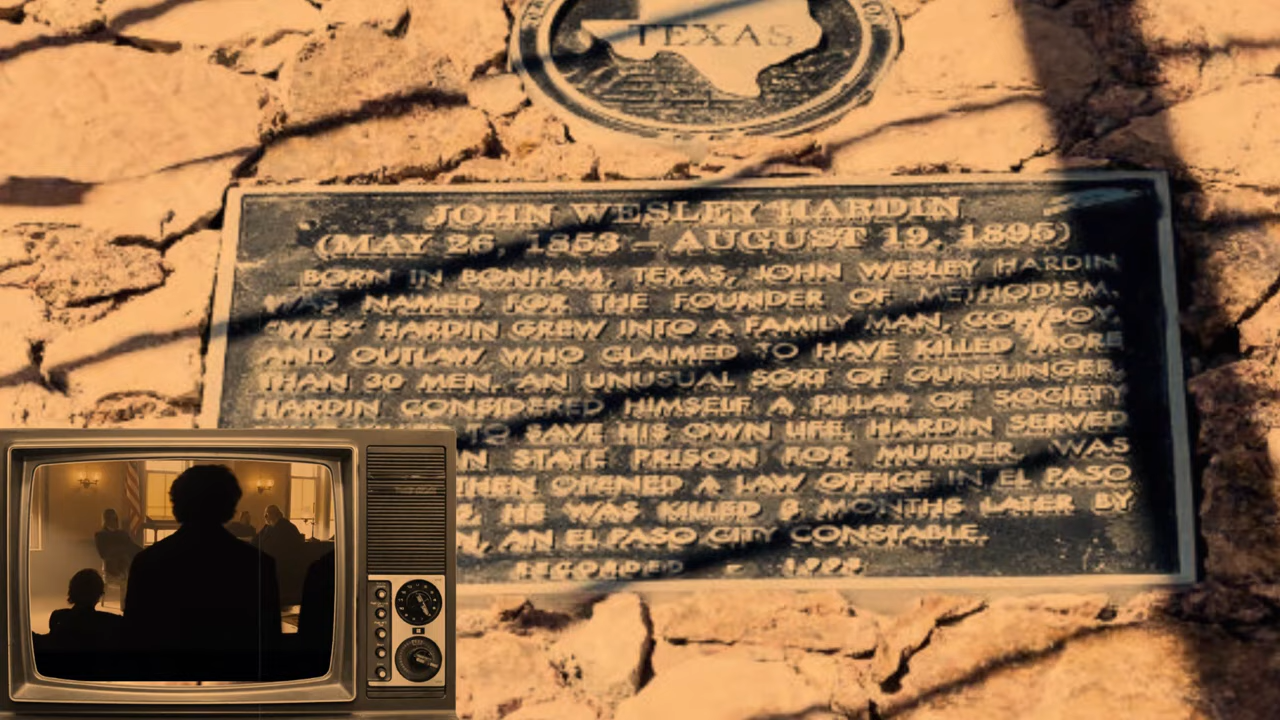 TEXAS
JOHN WESLEY HARDIN
(MAY 26, 1853 – AUGUST 19, 1895)
BORN IN BONHAM, TEXAS, JOHN WESLEY HARDIN
WAS NAMED FOR THE FOUNDER OF METHODISM.
"WES" HARDIN GREW INTO A FAMILY MAN, COWBOY,
AND OUTLAW WHO CLAIMED TO HAVE KILLED MORE
THAN 30 MEN. AN UNUSUAL SORT OF GUNSLINGER,
HARDIN CONSIDERED HIMSELF A PILLAR OF SOCIETY
TO SAVE HIS OWN LIFE. HARDIN SERVED
IN STATE PRISON FOR MURDER, WAS
THEN OPENED A LAW OFFICE IN EL PASO
HE WAS KILLED 8 MONTHS LATER BY
AN EL PASO CITY CONSTABLE.
RECORDED -